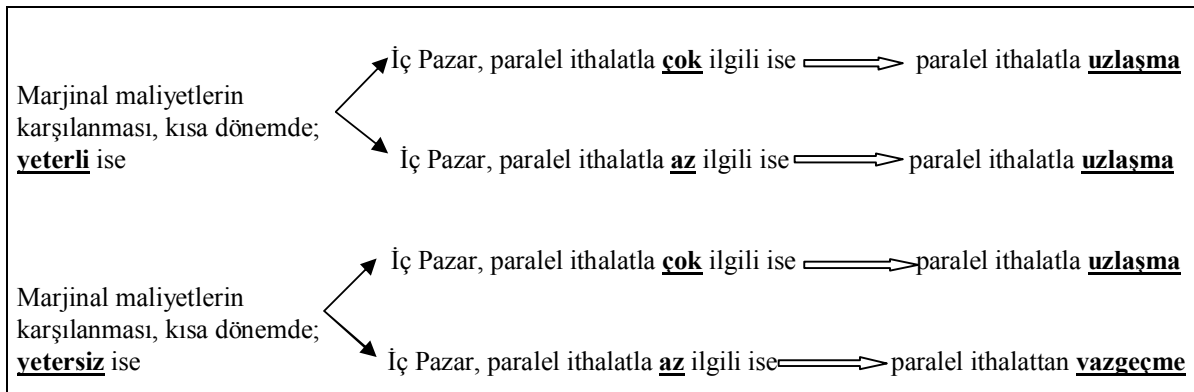 İç Pazar, paralel ithalatla çok ilgili ise paralel ithalatla uzlaşma
Marjinal maliyetlerin
karşılanması, kısa dönemde;
yeterli ise
İç Pazar, paralel ithalatla az ilgili ise paralel ithalatla uzlaşma
İç Pazar, paralel ithalatla çok ilgili ise paralel ithalatla uzlaşma
Marjinal maliyetlerin
karşılanması, kısa dönemde;
yetersiz ise
İç Pazar, paralel ithalatla az ilgili ise paralel ithalattan vazgeçme